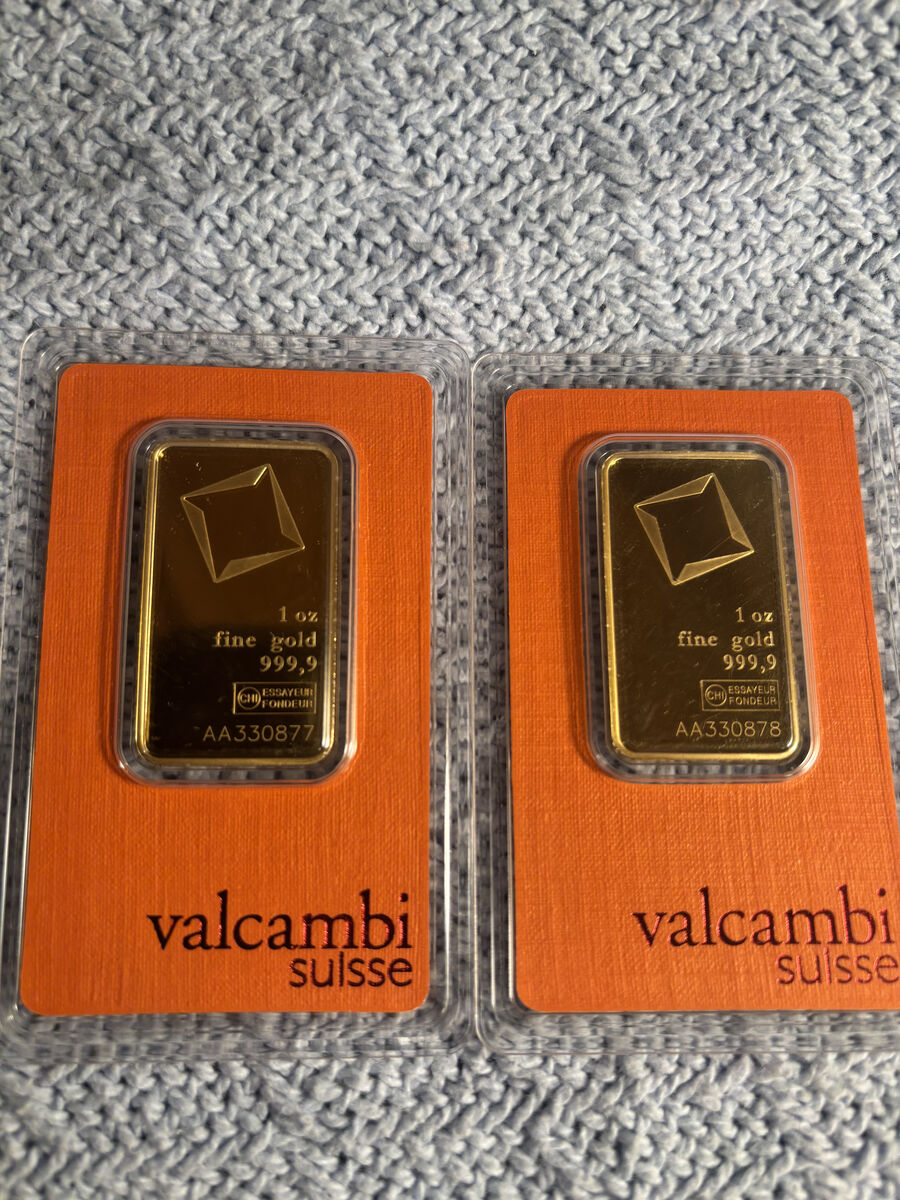 1 oz
fine gold
999,9
CHI ESSAYEUR
FONDEUR
AA330877
valcambi
suisse
1 oz
fine gold
999,9
CHI ESSAYEUR
FONDEUR
AA330878
valcambi
suisse